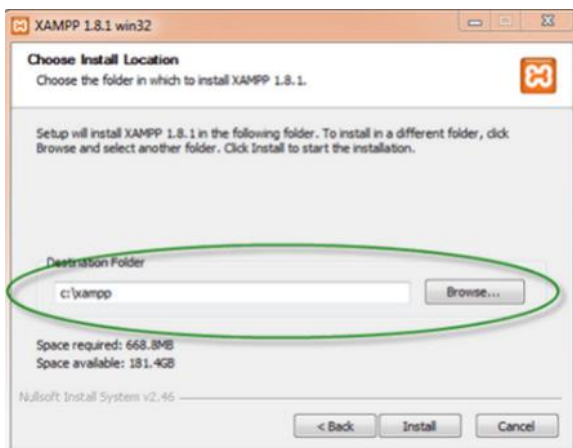 XAMPP 1.8.1 win32
Choose Install Location
Choose the folder in which to install XAMPP 1.8.1.
Setup will install XAMPP 1.8.1 in the following folder. To install in a different folder, click
Browse and select another folder. Click Install to start the installation.
Destination Folder
c:\xampp
Browse...
Space required: 668.8MB
Space available: 181.4GB
Nullsoft Install System v2.46
< Back
Install
Cancel